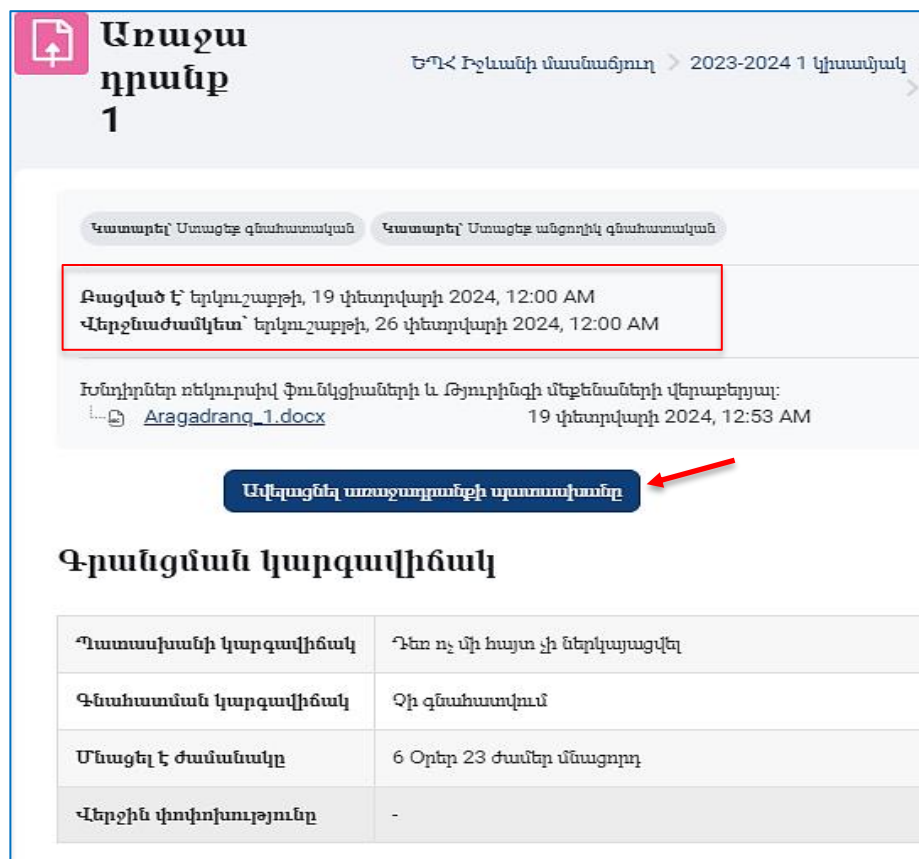 Առաջա
դրանք
1
ԵՊՀ Իջևանի մասնաճյուղ > 2023-2024 1 կիսամյակ >
Կատարել՝ Ստացեք գնահատական Կատարել՝ Ստացեք անցողիկ գնահատական
Բացված է՝ երկուշաբթի, 19 փետրվարի 2024, 12:00 AM
Վերջնաժամկետ՝ երկուշաբթի, 26 փետրվարի 2024, 12:00 AM
Խնդիրներ ռեկուրսիվ ֆունկցիաների և Թյուրինգի մեքենաների վերաբերյալ:
Aragadranq_1.docx 19 փետրվարի 2024, 12:53 AM
Ավելացնել առաջադրանքի պատասխանը
Գրանցման կարգավիճակ
Պատասխանի կարգավիճակ Դեռ ոչ մի հայտ չի ներկայացվել
Գնահատման կարգավիճակ Չի գնահատվում
Մնացել է ժամանակը 6 Օրեր 23 ժամեր մնացորդ
Վերջին փոփոխությունը -